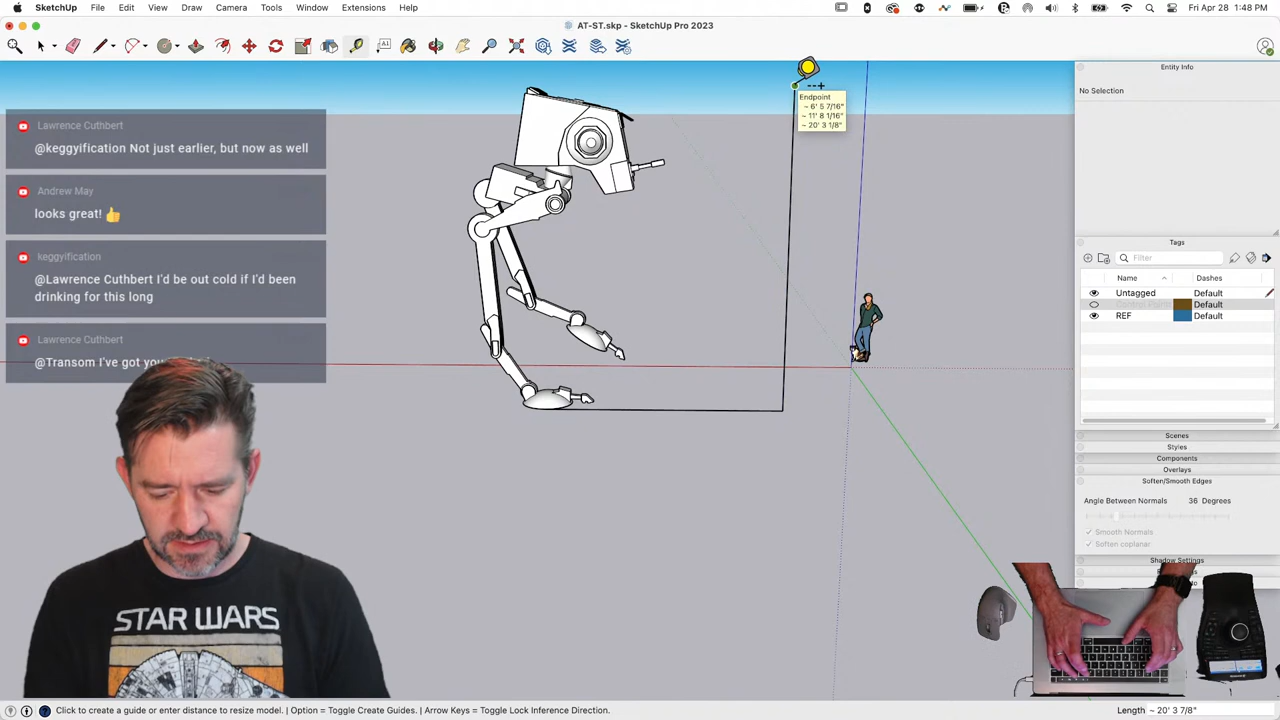 SketchUp File Edit View Draw Camera Tools Window Extensions Help
Fri Apr 28 1:48 PM
AT-ST.skp - SketchUp Pro 2023
Lawrence Cuthbert
@keggyification Not just earlier, but now as well
Andrew May
looks great! 👍
keggyification
@Lawrence Cuthbert I'd be out cold if I'd been
drinking for this long
Lawrence Cuthbert
@Transom I've got you
Endpoint
~ 6' 5 7/16"
~ 11' 8 1/16"
~ 20' 3 1/8"
Entity Info
No Selection
Tags
Filter
Name Dashes
Untagged Default
Default
REF Default
Scenes
Styles
Components
Overlays
Soften/Smooth Edges
Angle Between Normals 36 Degrees
Smooth Normals
Soften coplanar
Shadow Settings
STAR WARS
Click to create a guide or enter distance to resize model. | Option = Toggle Create Guides. | Arrow Keys = Toggle Lock Inference Direction.
Length ~ 20' 3 7/8"